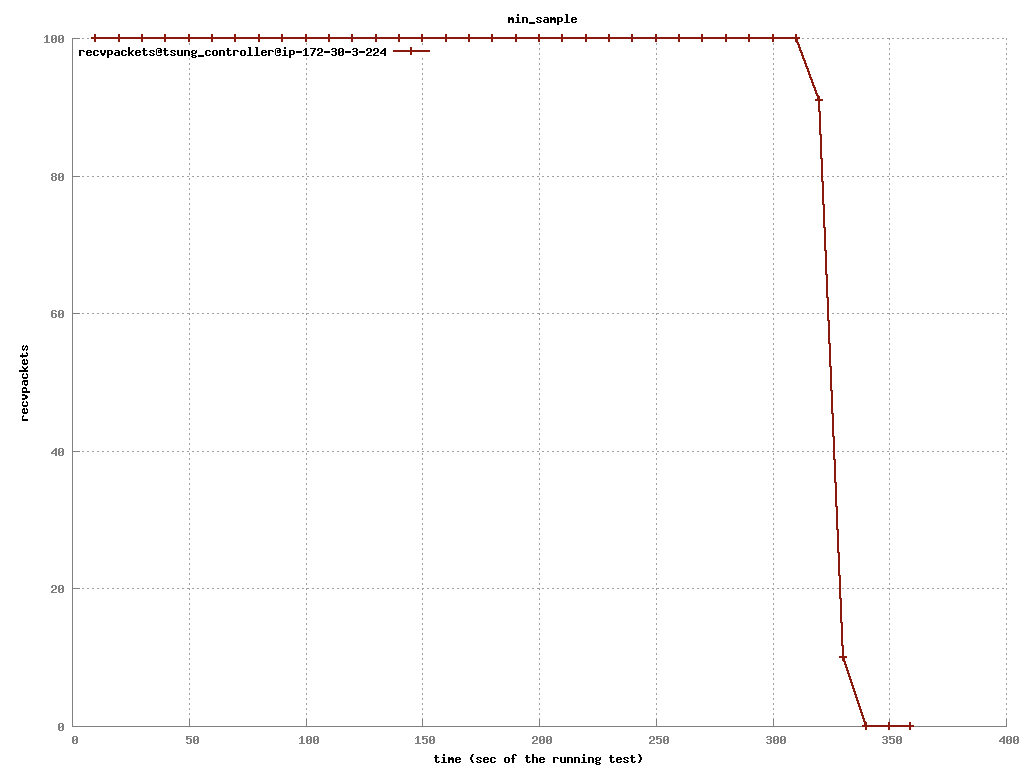 min_sample
100
recvpackets@tsung_controller@ip-172-30-3-224
80
60
recvpackets
40
20
0
0 50 100 150 200 250 300 350 400
time (sec of the running test)